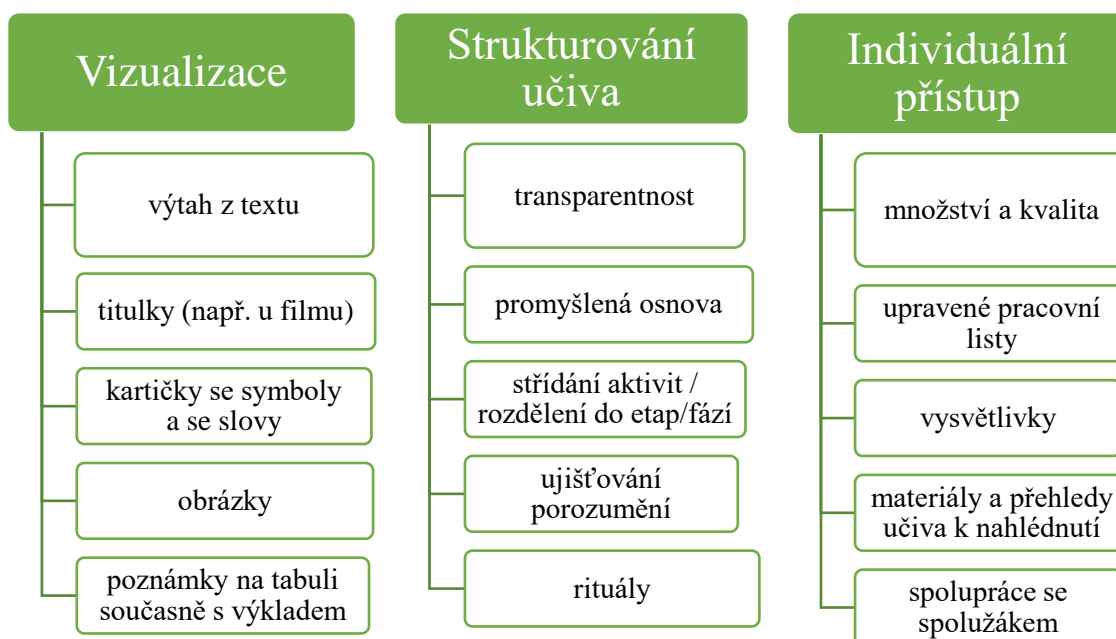 Vizualizace
výtah z textu
titulky (např. u filmu)
kartičky se symboly
a se slovy
obrázky
poznámky na tabuli
současně s výkladem
Strukturování
učiva
transparentnost
promyšlená osnova
střídání aktivit /
rozdělení do etap/fází
ujišťování
porozumění
rituály
Individuální
přístup
množství a kvalita
upravené pracovní
listy
vysvětlivky
materiály a přehledy
učiva k nahlédnutí
spolupráce se
spolužákem